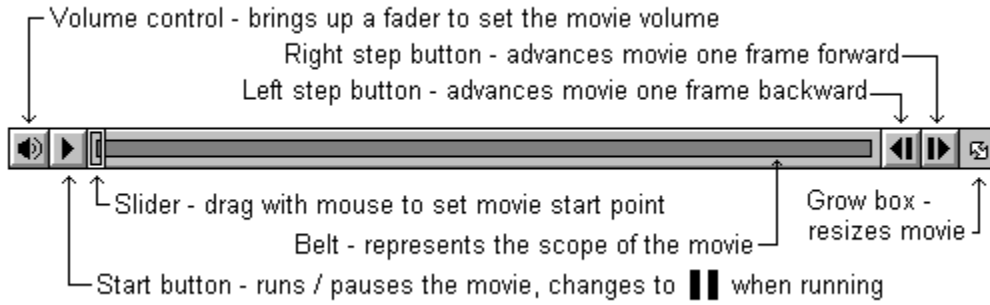 Volume control - brings up a fader to set the movie volume
Right step button - advances movie one frame forward
Left step button - advances movie one frame backward
Slider - drag with mouse to set movie start point
Grow box -
resizes movie
Belt - represents the scope of the movie
Start button - runs / pauses the movie, changes to when running